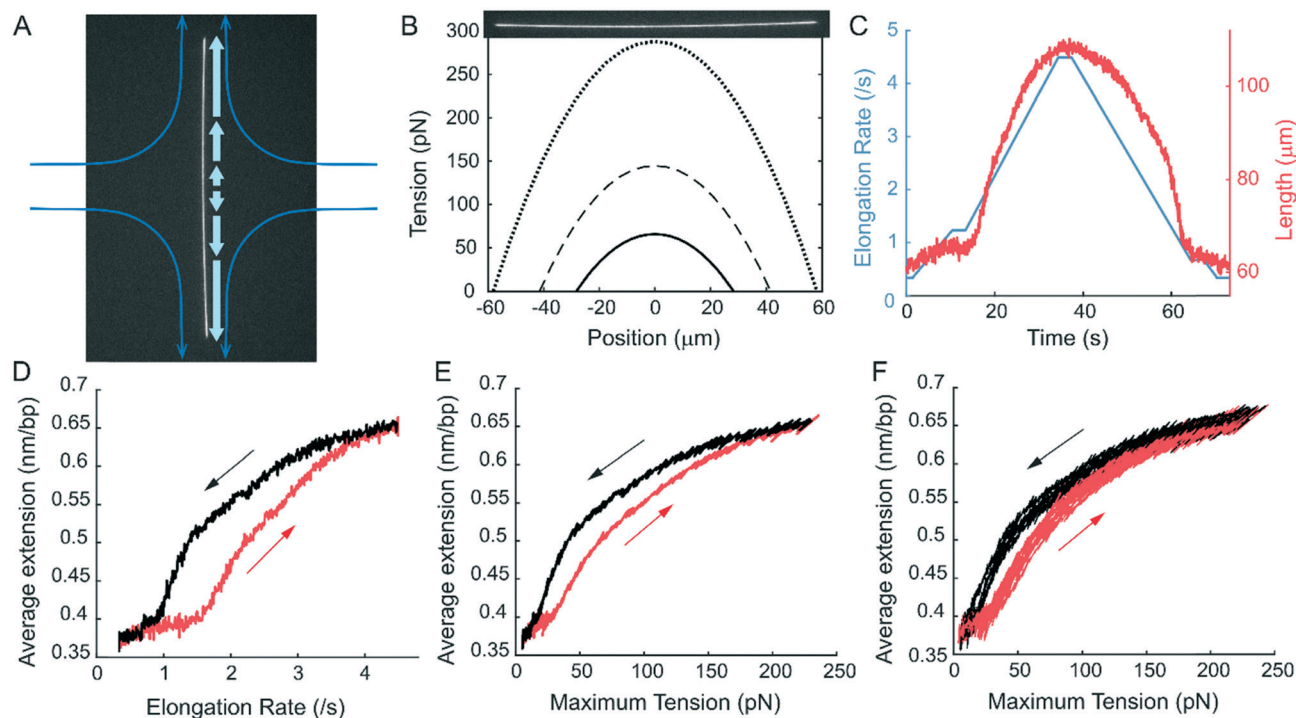 A
B
C
300
250
200
150
100
50
0
Tension (pN)
-60 -40 -20 0 20 40 60
Position (μm)
5
4
3
2
1
0
Elongation Rate (/s)
100
80
60
Length (μm)
0 20 40 60
Time (s)
D
0.7
0.65
0.6
0.55
0.5
0.45
0.4
0.35
Average extension (nm/bp)
0 1 2 3 4
Elongation Rate (/s)
E
0.7
0.65
0.6
0.55
0.5
0.45
0.4
0.35
Average extension (nm/bp)
0 50 100 150 200 250
Maximum Tension (pN)
F
0.7
0.65
0.6
0.55
0.5
0.45
0.4
0.35
Average extension (nm/bp)
0 50 100 150 200 250
Maximum Tension (pN)